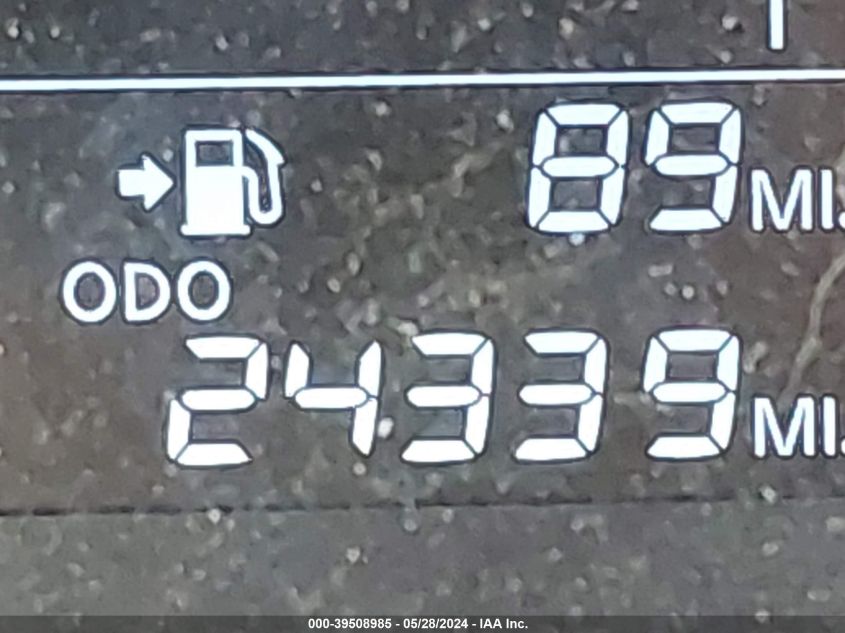 89 MI.
ODO
24339 MI.
000-39508985 - 05/28/2024 - IAA Inc.